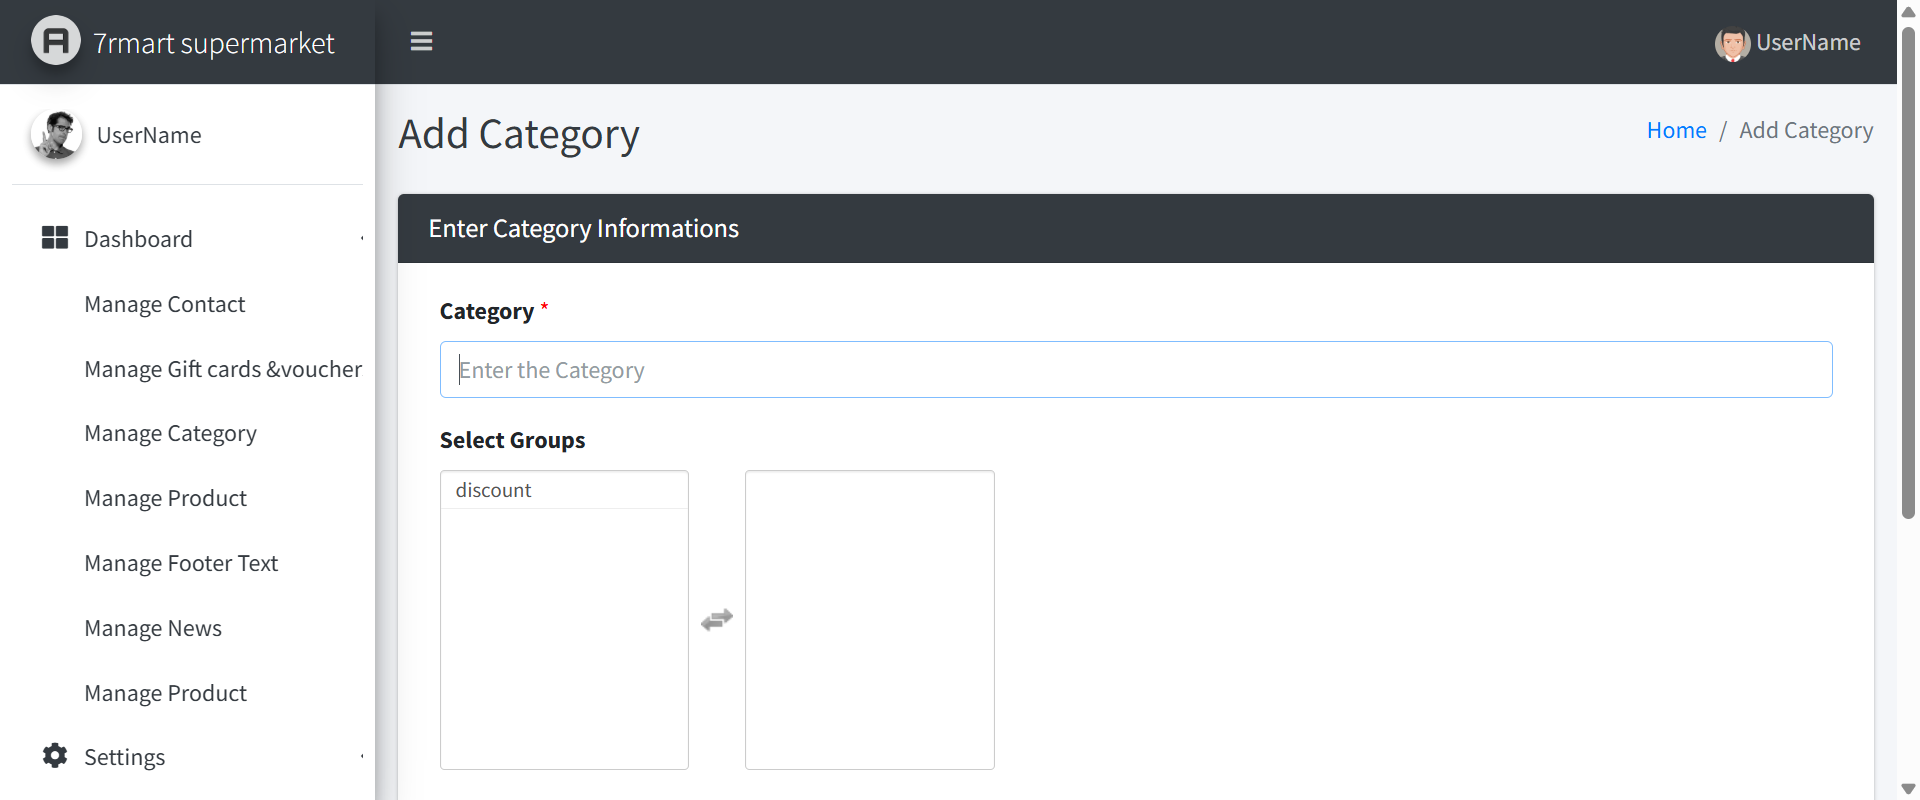 7rmart supermarket
UserName
UserName
Dashboard
Manage Contact
Manage Gift cards &voucher
Manage Category
Manage Product
Manage Footer Text
Manage News
Manage Product
Settings
Add Category
Home / Add Category
Enter Category Informations
Category *
Enter the Category
Select Groups
discount